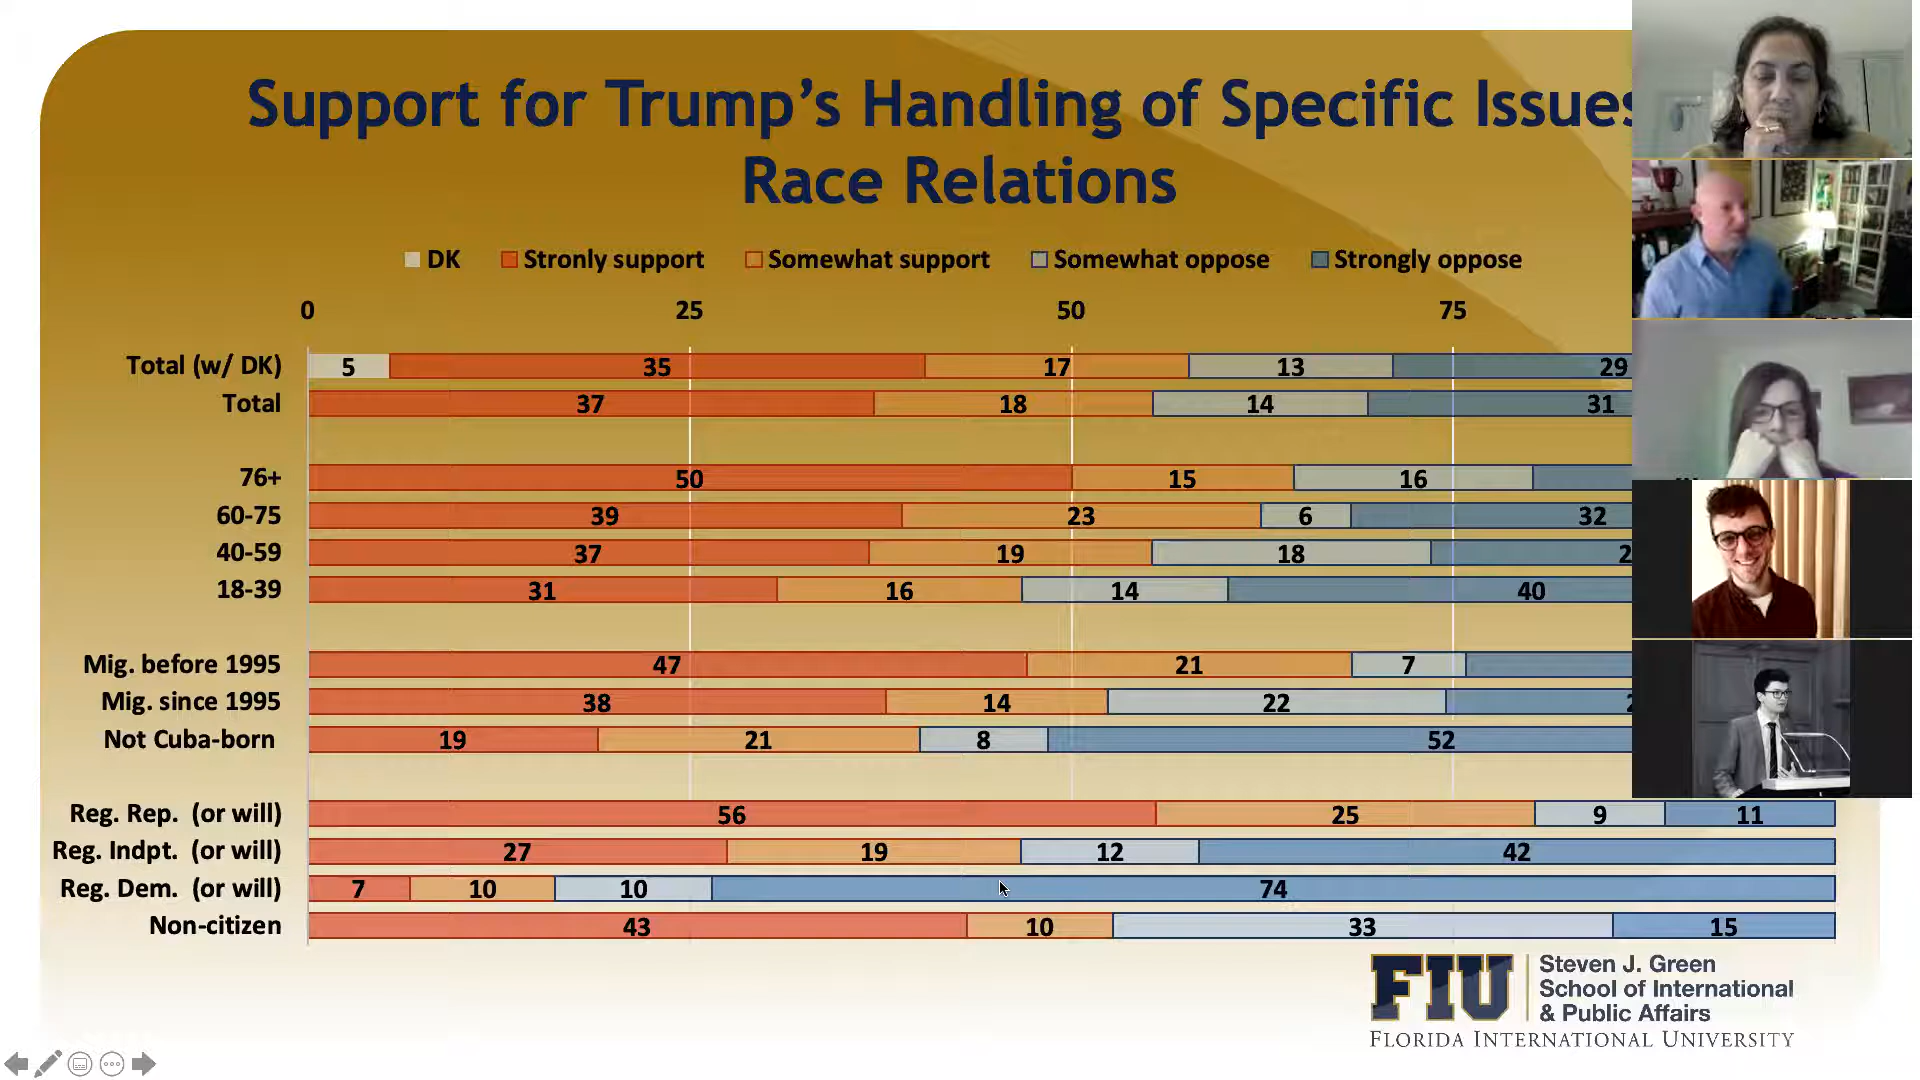 Support for Trump's Handling of Specific Issues
Race Relations
DK Stronly support Somewhat support Somewhat oppose Strongly oppose
0 25 50 75
Total (w/ DK) 5 35 17 13 29
Total 37 18 14 31
76+ 50 15 16
60-75 39 23 6 32
40-59 37 19 18 2
18-39 31 16 14 40
Mig. before 1995 47 21 7
Mig. since 1995 38 14 22 2
Not Cuba-born 19 21 8 52
Reg. Rep. (or will) 56 25 9 11
Reg. Indpt. (or will) 27 19 12 42
Reg. Dem. (or will) 7 10 10 74
Non-citizen 43 10 33 15
FIU
Steven J. Green
School of International
& Public Affairs
FLORIDA INTERNATIONAL UNIVERSITY